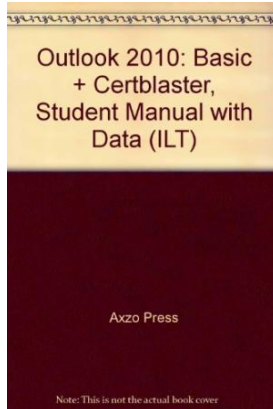 Outlook 2010: Basic
+ Certblaster,
Student Manual with
Data (ILT)
Axzo Press
Note: This is not the actual book cover